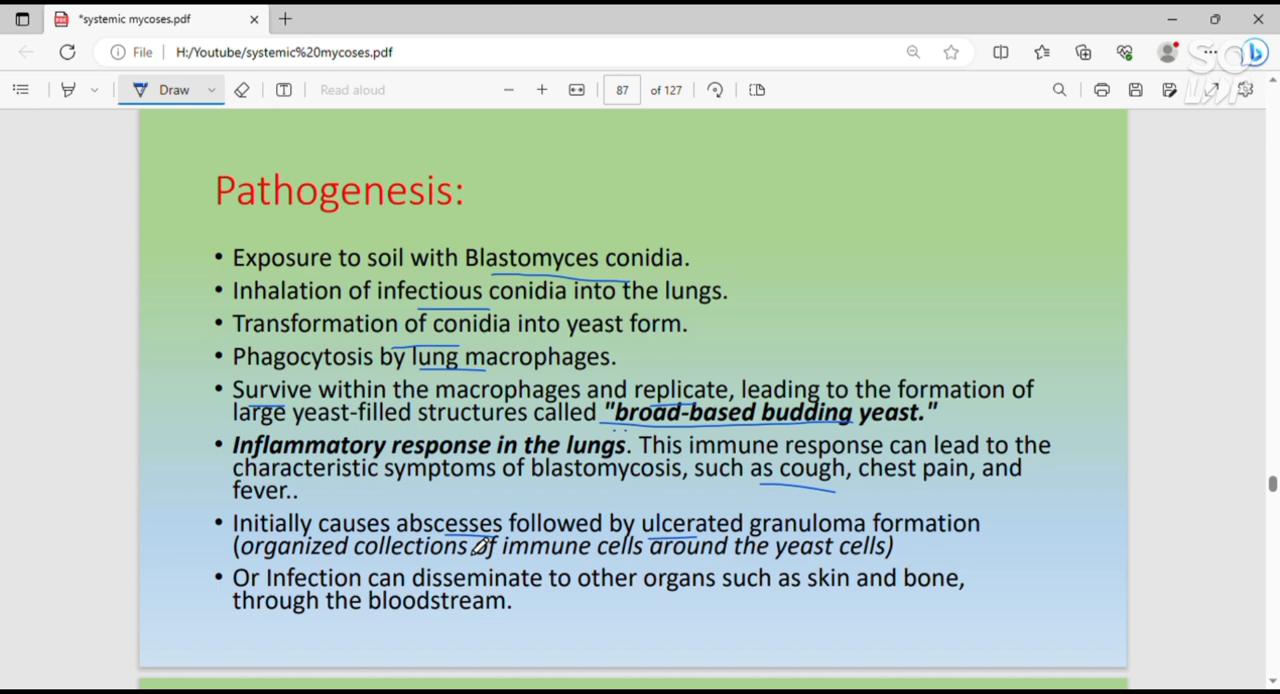 *systemic mycoses.pdf
File | H:/Youtube/systemic%20mycoses.pdf
Draw
Read aloud
87 of 127
Pathogenesis:
• Exposure to soil with Blastomyces conidia.
• Inhalation of infectious conidia into the lungs.
• Transformation of conidia into yeast form.
• Phagocytosis by lung macrophages.
• Survive within the macrophages and replicate, leading to the formation of
large yeast-filled structures called "broad-based budding yeast."
• Inflammatory response in the lungs. This immune response can lead to the
characteristic symptoms of blastomycosis, such as cough, chest pain, and
fever..
• Initially causes abscesses followed by ulcerated granuloma formation
(organized collections of immune cells around the yeast cells)
• Or Infection can disseminate to other organs such as skin and bone,
through the bloodstream.